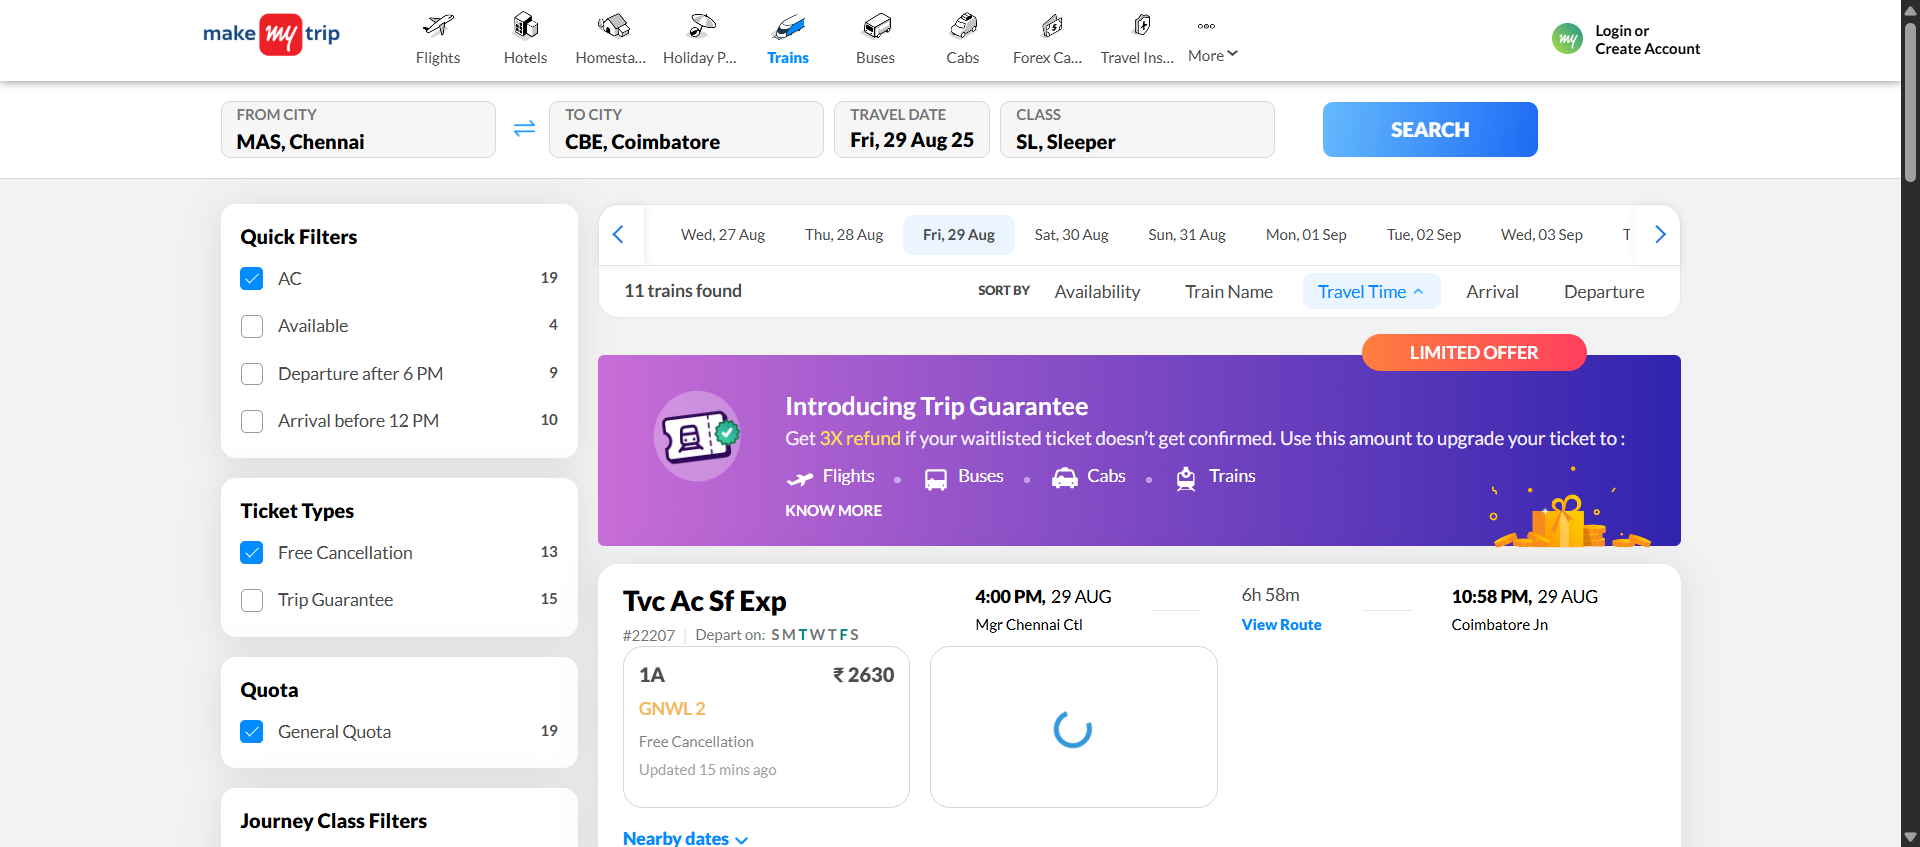 make my trip
Flights
Hotels
Homesta...
Holiday P...
Trains
Buses
Cabs
Forex Ca...
Travel Ins...
More
my
Login or
Create Account
FROM CITY
MAS, Chennai
TO CITY
CBE, Coimbatore
TRAVEL DATE
Fri, 29 Aug 25
CLASS
SL, Sleeper
SEARCH
Quick Filters
AC 19
Available 4
Departure after 6 PM 9
Arrival before 12 PM 10
Ticket Types
Free Cancellation 13
Trip Guarantee 15
Quota
General Quota 19
Journey Class Filters
Wed, 27 Aug
Thu, 28 Aug
Fri, 29 Aug
Sat, 30 Aug
Sun, 31 Aug
Mon, 01 Sep
Tue, 02 Sep
Wed, 03 Sep
T
11 trains found
SORT BY
Availability
Train Name
Travel Time
Arrival
Departure
LIMITED OFFER
Introducing Trip Guarantee
Get 3X refund if your waitlisted ticket doesn't get confirmed. Use this amount to upgrade your ticket to :
Flights
Buses
Cabs
Trains
KNOW MORE
Tvc Ac Sf Exp
#22207 Depart on: S M T W T F S
4:00 PM, 29 AUG
Mgr Chennai Ctl
6h 58m
View Route
10:58 PM, 29 AUG
Coimbatore Jn
1A ₹ 2630
GNWL 2
Free Cancellation
Updated 15 mins ago
Nearby dates